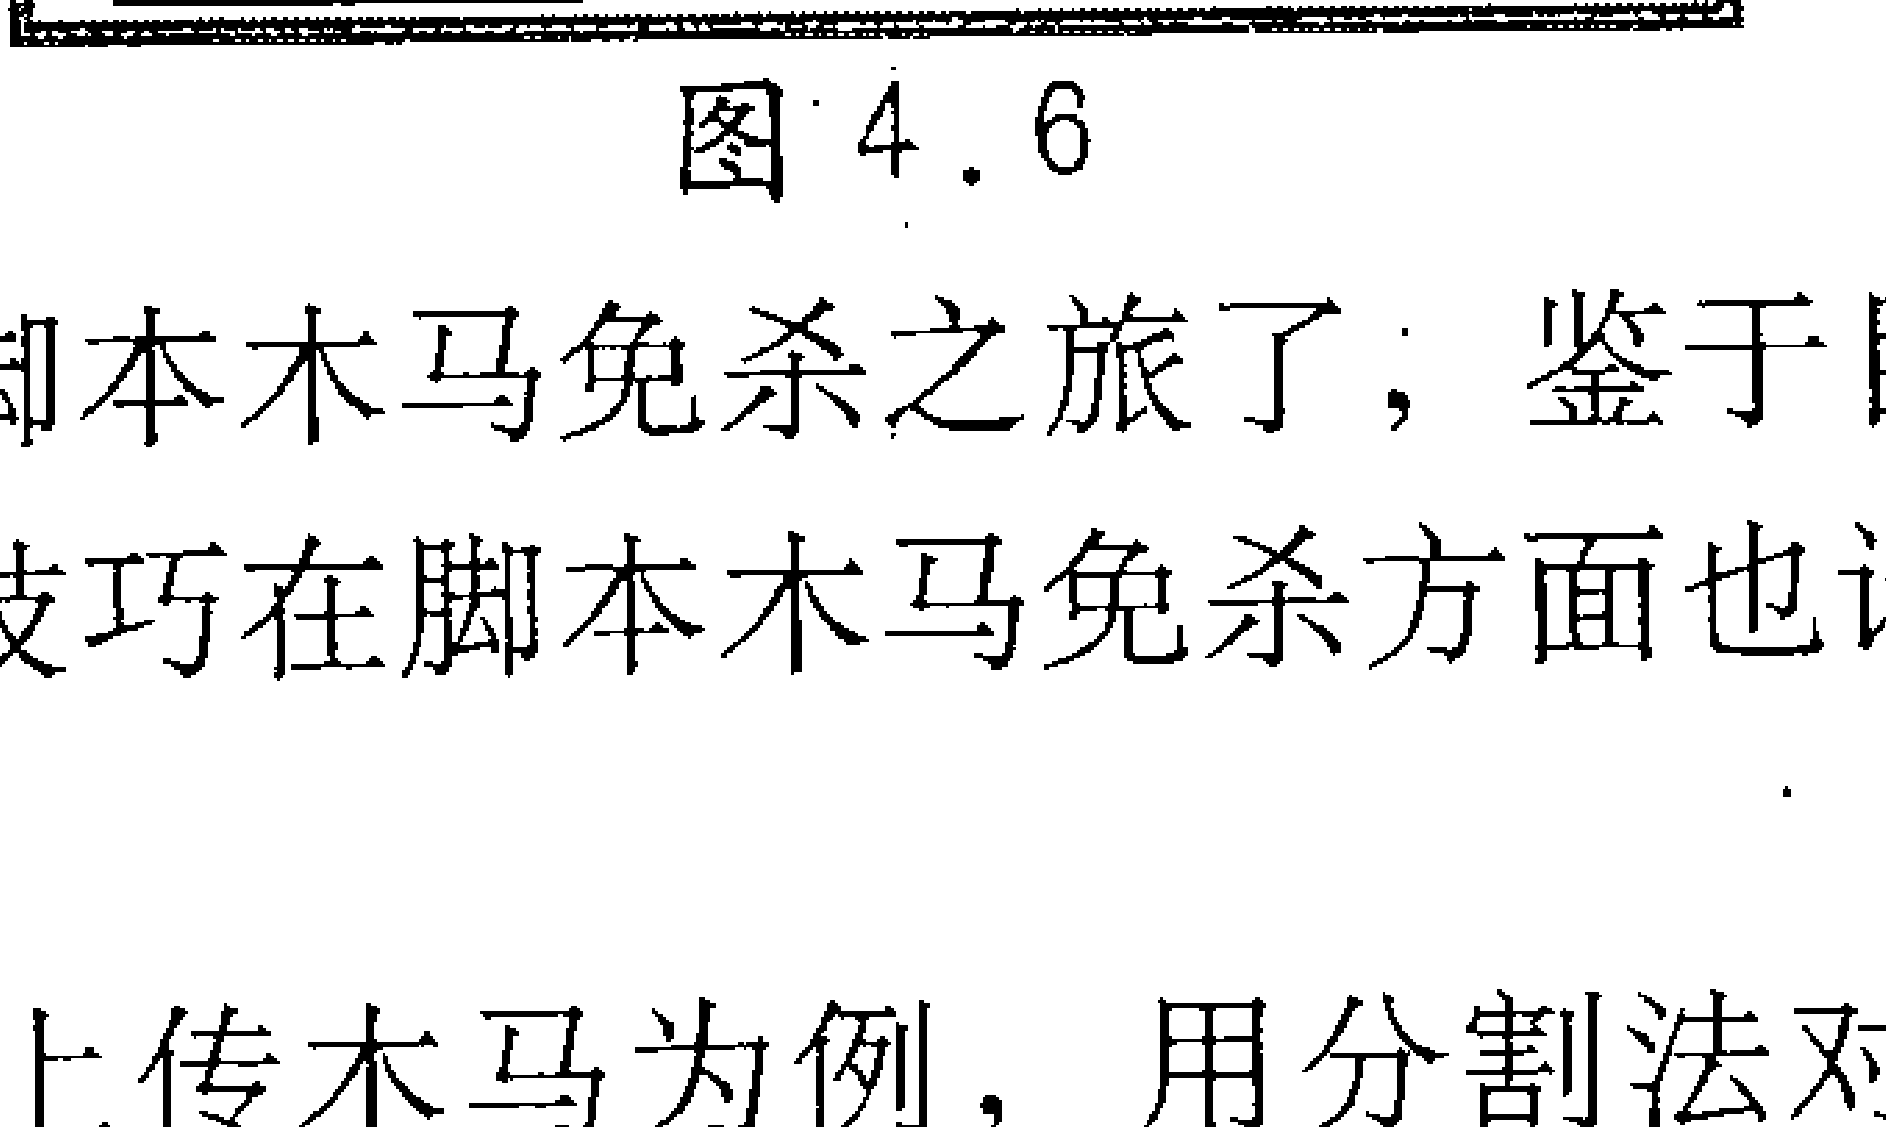 图 4.6
脚本木马免杀之旅了；鉴于
技巧在脚本木马免杀方面也
上传木马为例，用分割法对